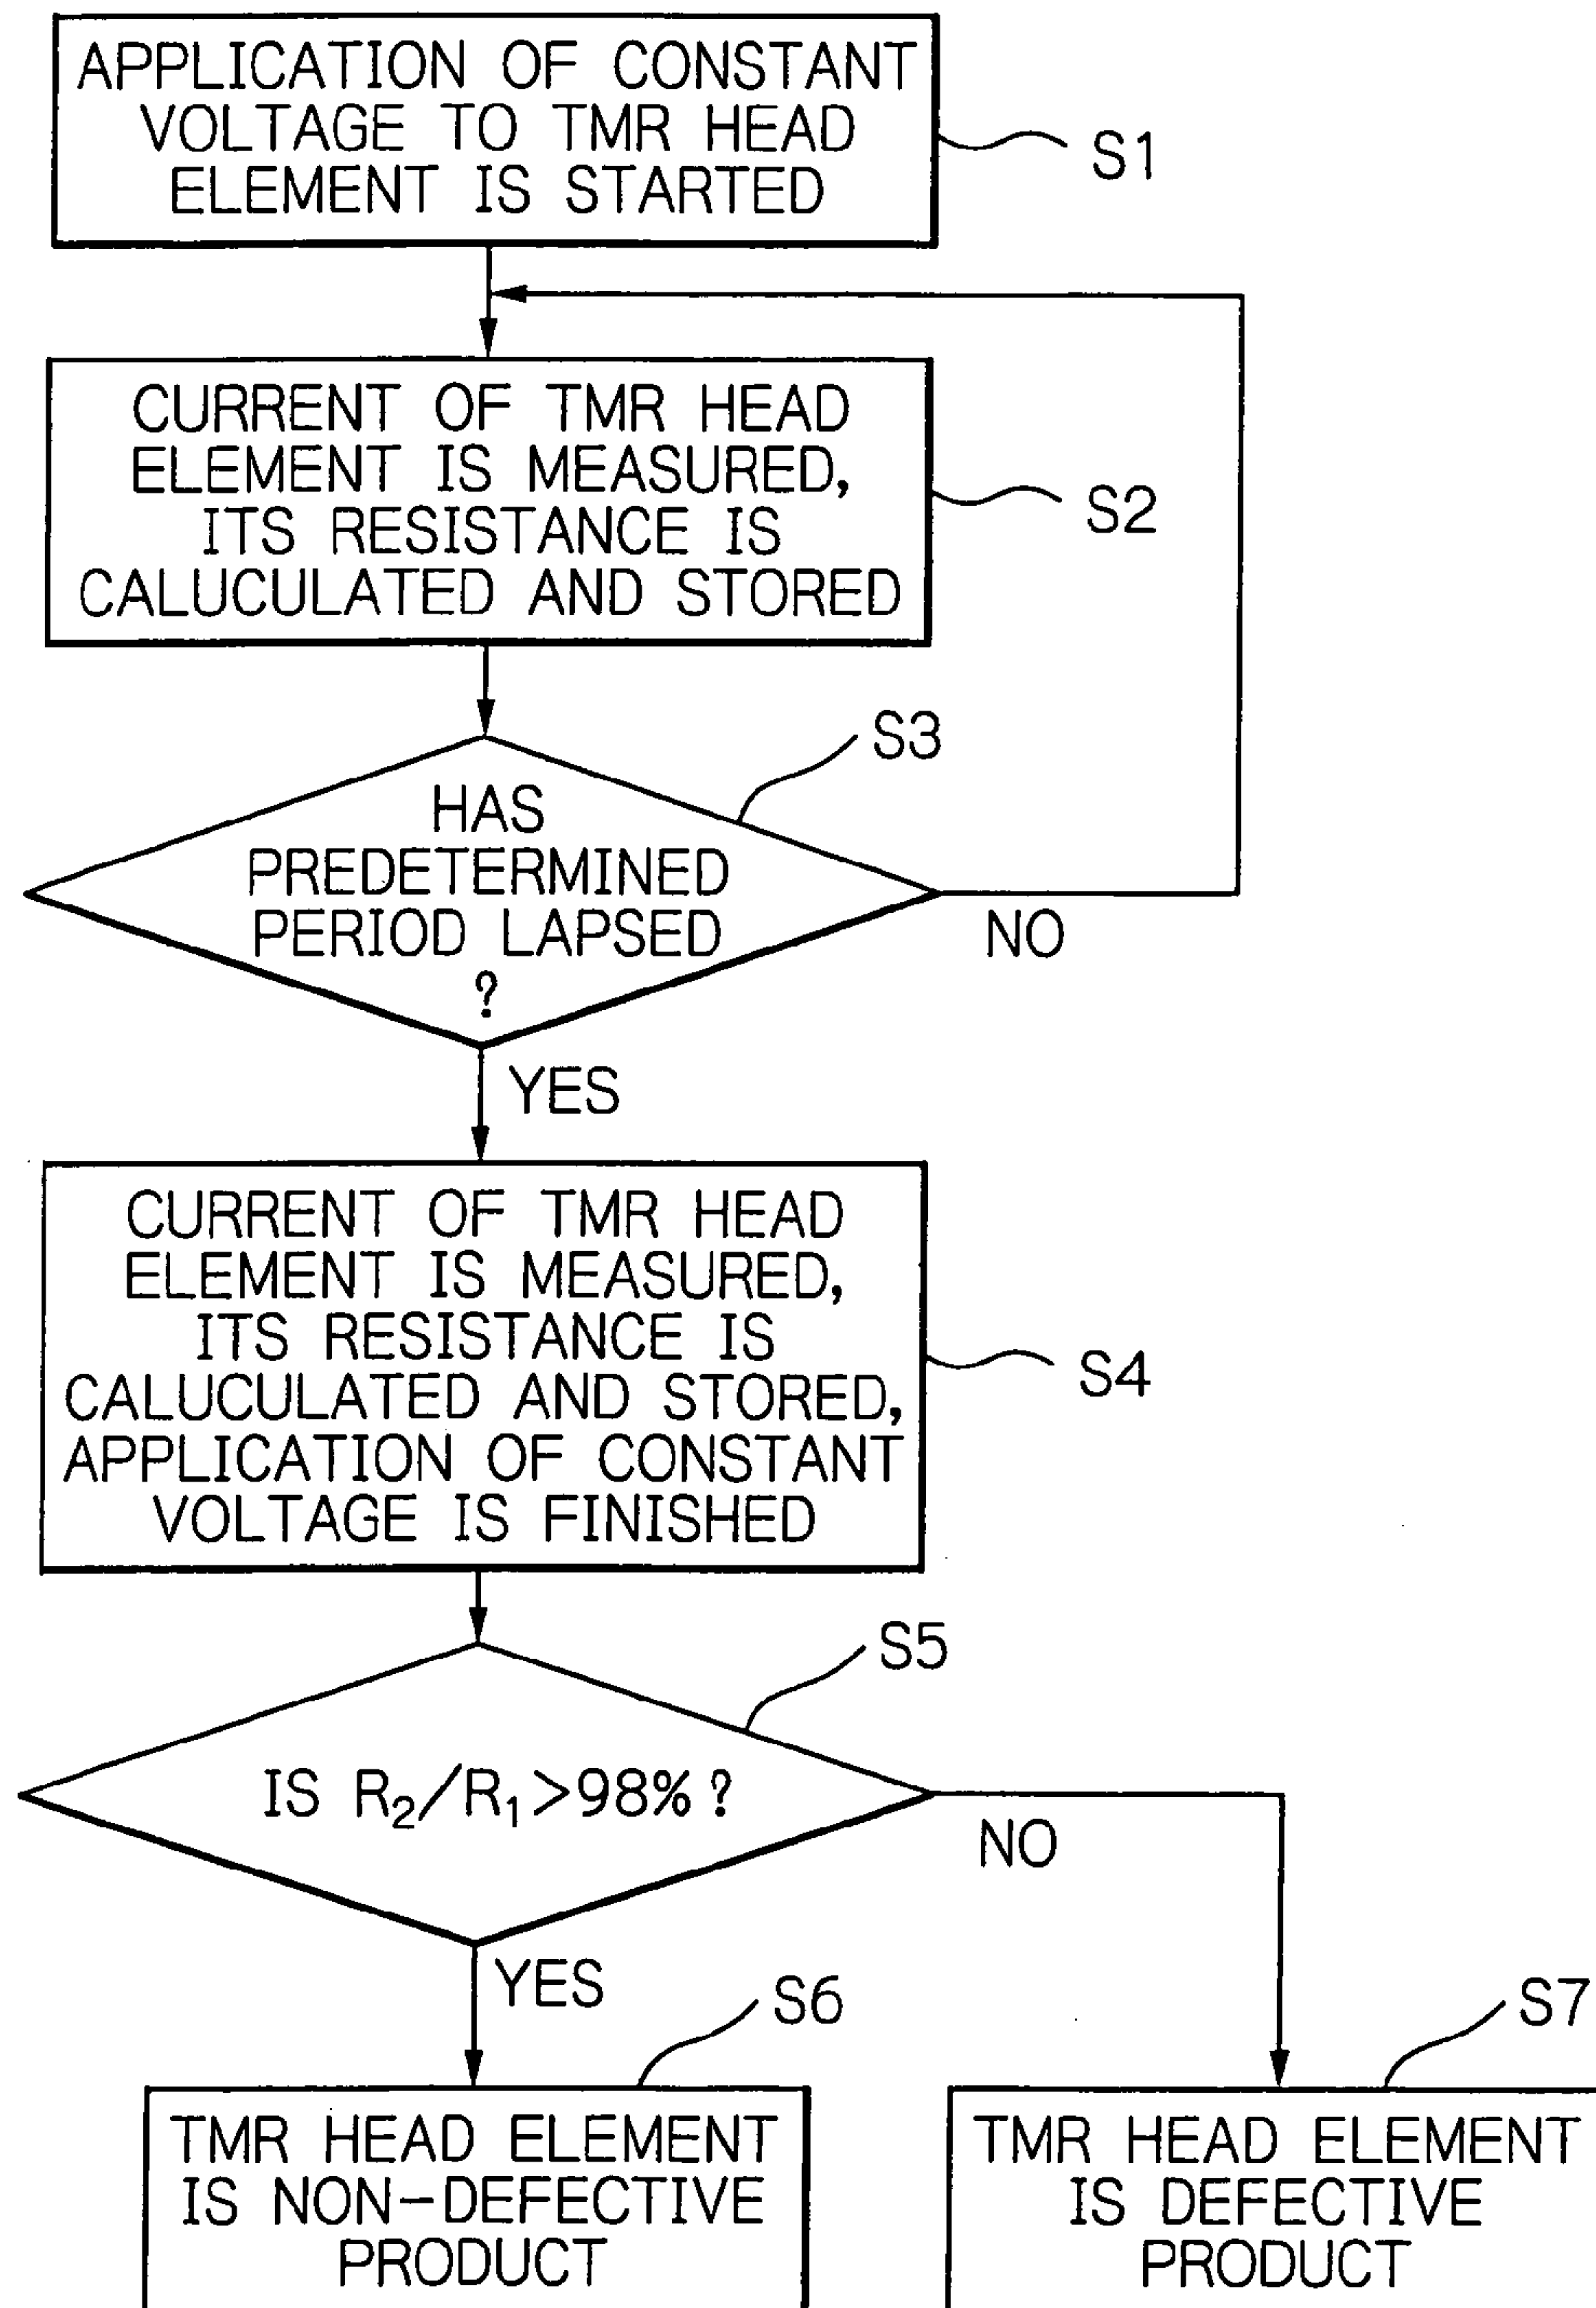 APPLICATION OF CONSTANT
VOLTAGE TO TMR HEAD
ELEMENT IS STARTED
S1
CURRENT OF TMR HEAD
ELEMENT IS MEASURED,
ITS RESISTANCE IS
CALUCULATED AND STORED
S2
S3
HAS
PREDETERMINED
PERIOD LAPSED
?
NO
YES
CURRENT OF TMR HEAD
ELEMENT IS MEASURED,
ITS RESISTANCE IS
CALUCULATED AND STORED,
APPLICATION OF CONSTANT
VOLTAGE IS FINISHED
S4
S5
IS R₂/R₁>98%?
NO
YES
S6
S7
TMR HEAD ELEMENT
IS NON-DEFECTIVE
PRODUCT
TMR HEAD ELEMENT
IS DEFECTIVE
PRODUCT